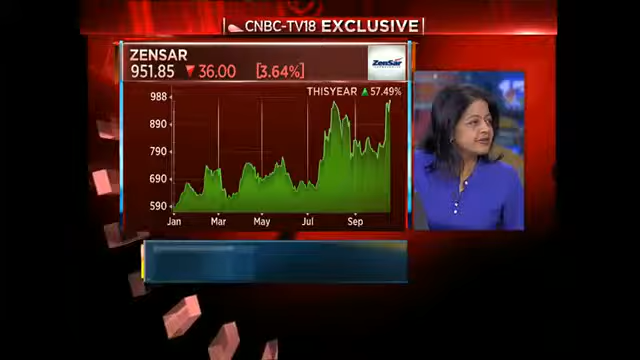 CNBC-TV18 EXCLUSIVE
ZENSAR
951.85 ▼ 36.00 [3.64%]
ZenSar
THISYEAR ▲ 57.49%
988
890
790
690
590
Jan Mar May Jul Sep